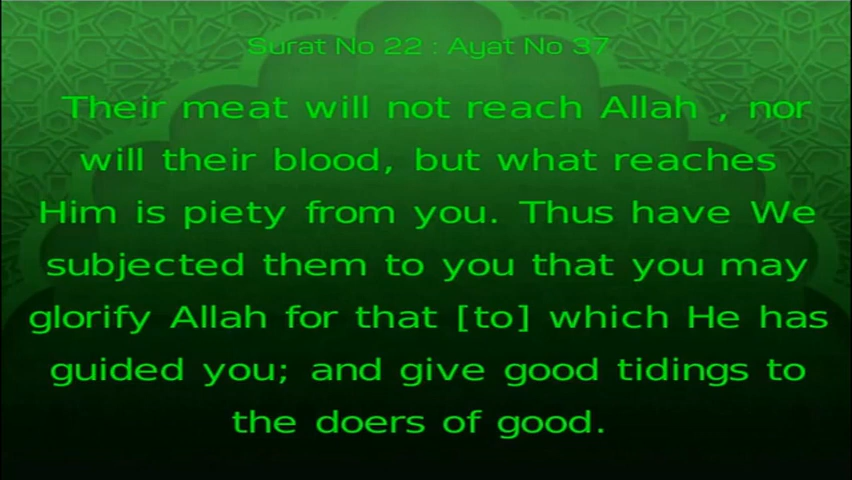 Surat No 22 : Ayat No 37
Their meat will not reach Allah , nor
will their blood, but what reaches
Him is piety from you. Thus have We
subjected them to you that you may
glorify Allah for that [to] which He has
guided you; and give good tidings to
the doers of good.